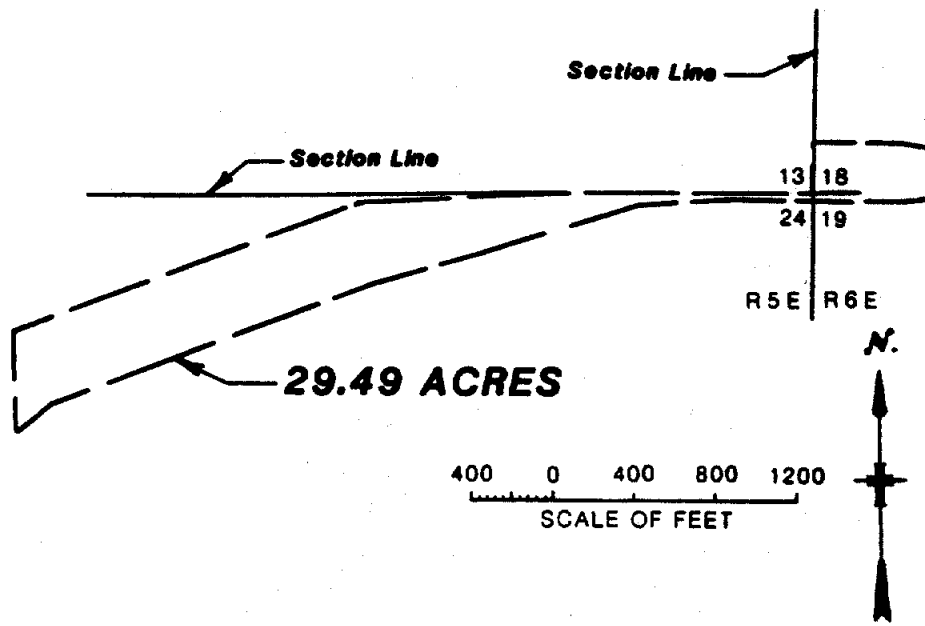 Section Line
Section Line
13 18
24 19
R5E R6E
N.
29.49 ACRES
400 0 400 800 1200
SCALE OF FEET